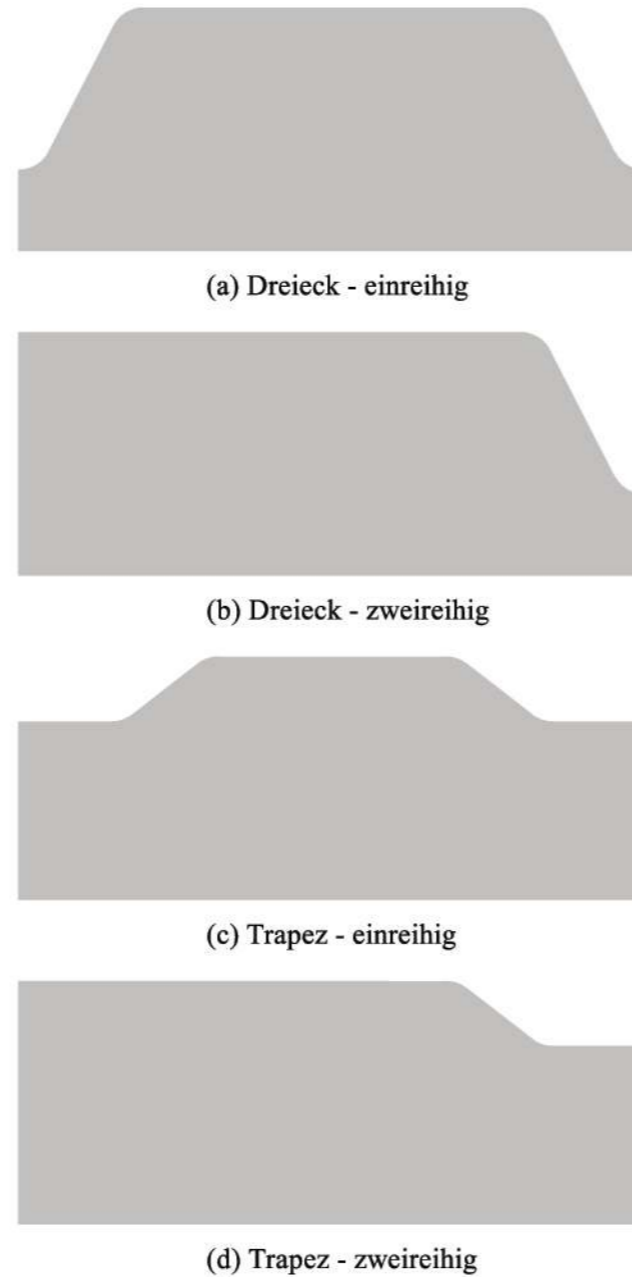 (a) Dreieck - einreihig
(b) Dreieck - zweireihig
(c) Trapez - einreihig
(d) Trapez - zweireihig